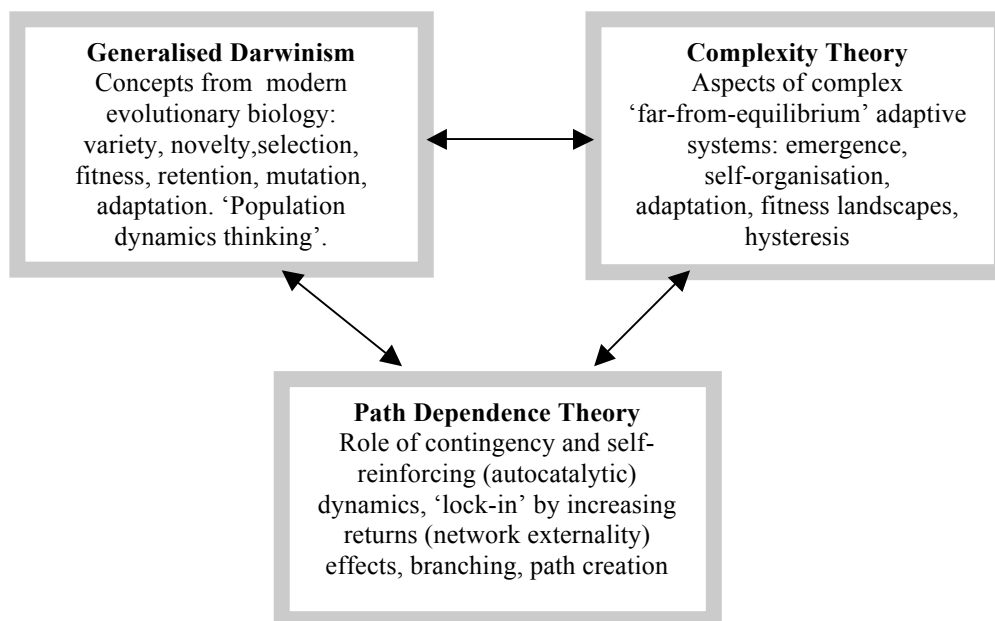 Generalised Darwinism
Concepts from modern
evolutionary biology:
variety, novelty,selection,
fitness, retention, mutation,
adaptation. ‘Population
dynamics thinking’.
Complexity Theory
Aspects of complex
‘far-from-equilibrium’ adaptive
systems: emergence,
self-organisation,
adaptation, fitness landscapes,
hysteresis
Path Dependence Theory
Role of contingency and self-
reinforcing (autocatalytic)
dynamics, ‘lock-in’ by increasing
returns (network externality)
effects, branching, path creation